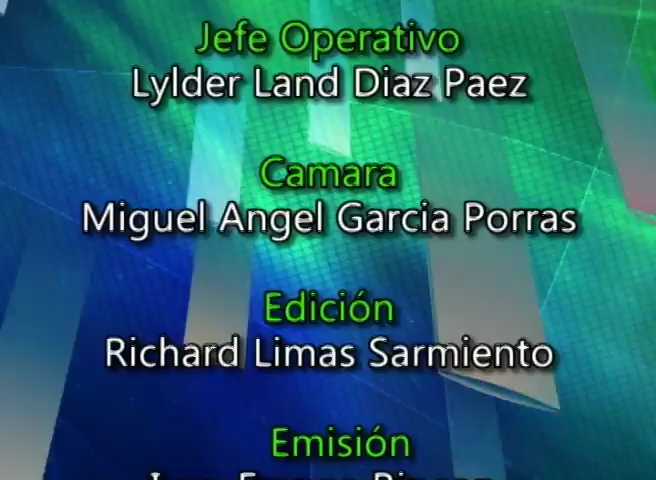 Jefe Operativo
Lylder Land Diaz Paez
Camara
Miguel Angel Garcia Porras
Edición
Richard Limas Sarmiento
Emisión